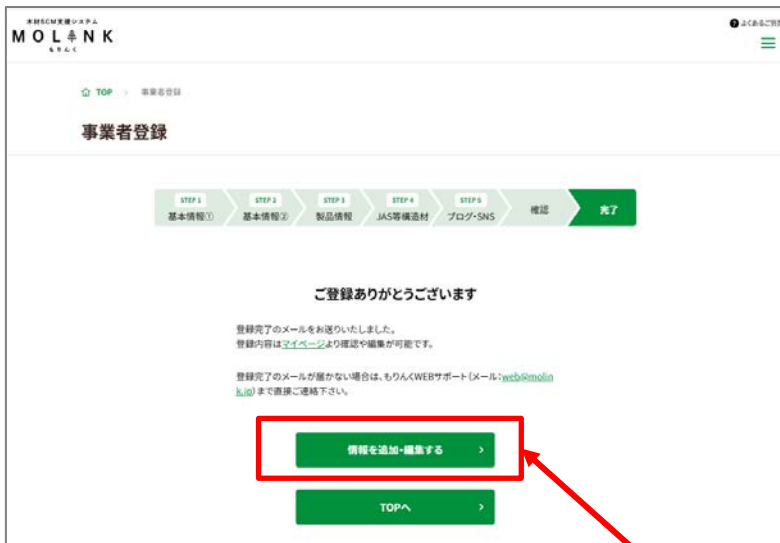 木材SCM支援システム
MOLINK
もりんく
? よくあるご質
TOP > 事業者登録
事業者登録
STEP 1
基本情報①
STEP 2
基本情報②
STEP 3
製品情報
STEP 4
JAS等構造材
STEP 5
ブログ・SNS
確認
完了
ご登録ありがとうございます
登録完了のメールをお送りいたしました。
登録内容はマイページより確認や編集が可能です。
登録完了のメールが届かない場合は、もりんくWEBサポート(メール:web@molin
k.jp)まで直接ご連絡下さい。
情報を追加・編集する >
TOPへ >